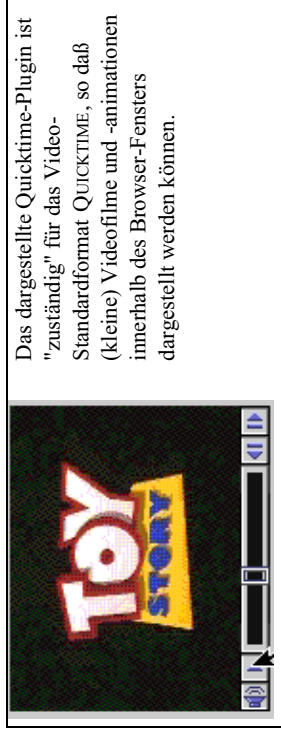 Das dargestellte Quicktime-Plugin ist
"zuständig" für das Video-
Standardformat QUICKTIME, so daß
(kleine) Videofilme und -animationen
innerhalb des Browser-Fensters
dargestellt werden können.
TOY
STORY